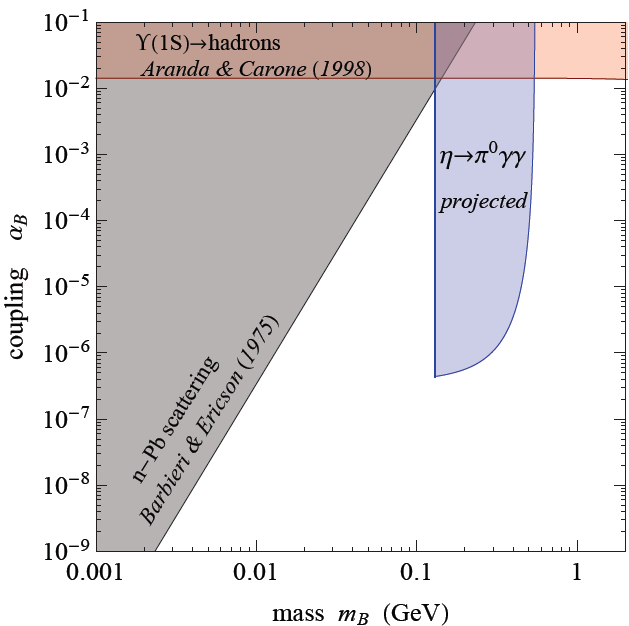 10⁻¹
ϒ(1S)→hadrons
Aranda & Carone (1998)
10⁻²
10⁻³
η→π⁰γγ
projected
10⁻⁴
10⁻⁵
10⁻⁶
10⁻⁷
10⁻⁸
10⁻⁹
coupling α_B
n−Pb scattering
Barbieri & Ericson (1975)
0.001 0.01 0.1 1
mass m_B (GeV)